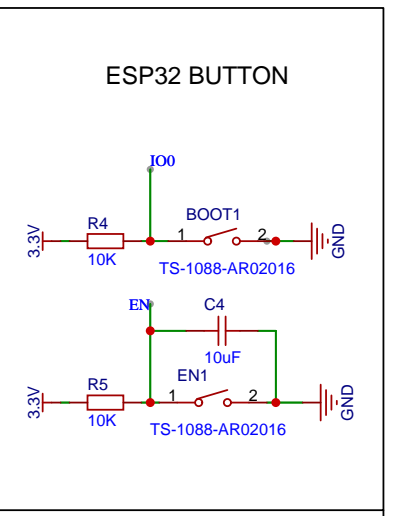 ESP32 BUTTON
IO0
R4
BOOT1
3.3V
1
2
GND
10K
TS-1088-AR02016
EN
C4
10uF
R5
EN1
3.3V
1
2
GND
10K
TS-1088-AR02016